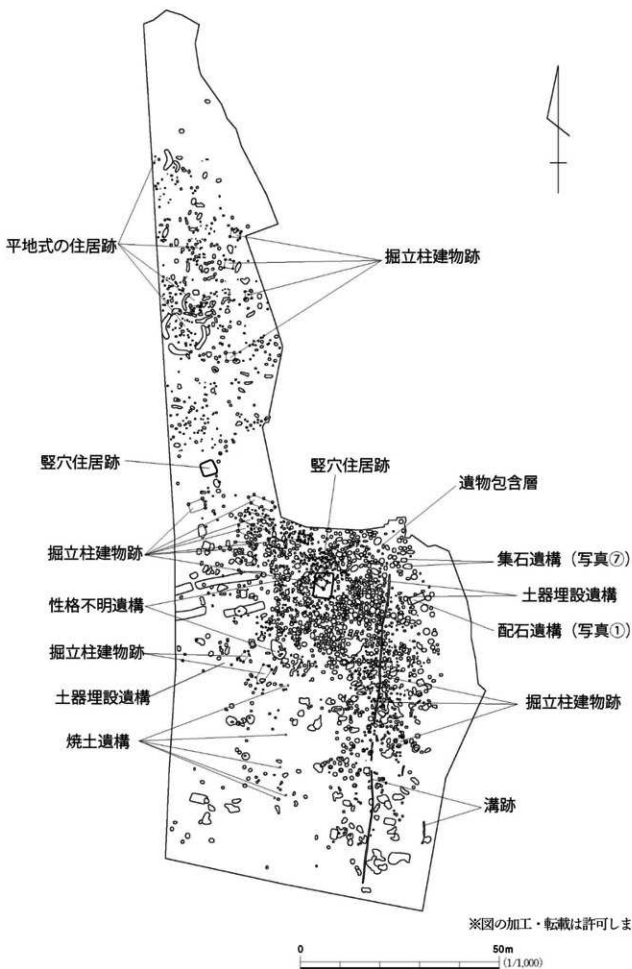 平地式の住居跡
掘立柱建物跡
竪穴住居跡
竪穴住居跡
遺物包含層
掘立柱建物跡
集石遺構（写真⑦）
土器埋設遺構
性格不明遺構
配石遺構（写真①）
掘立柱建物跡
掘立柱建物跡
土器埋設遺構
焼土遺構
溝跡
※図の加工・転載は許可しま
0 50m
(1/1,000)